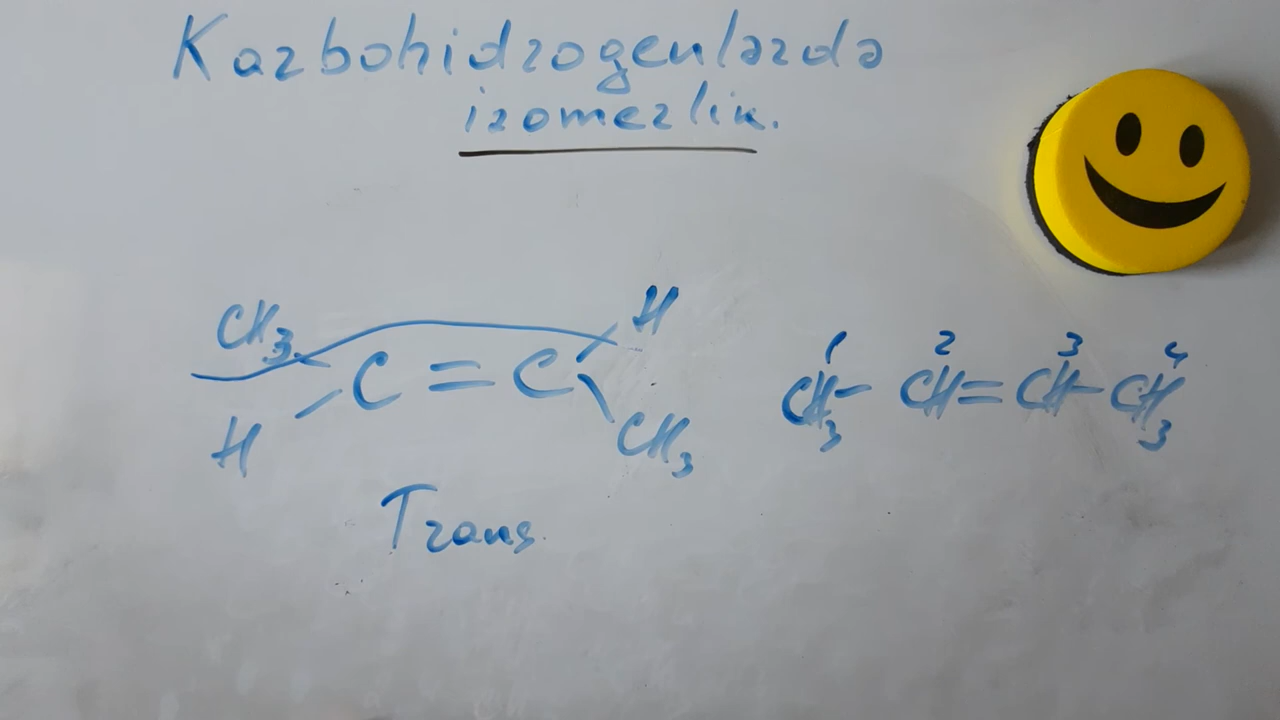 Karbohidrogenlərdə
izomerlik.
CH3 H
C = C
H CH3
Trans
1 2 3 4
CH3 - CH = CH - CH3